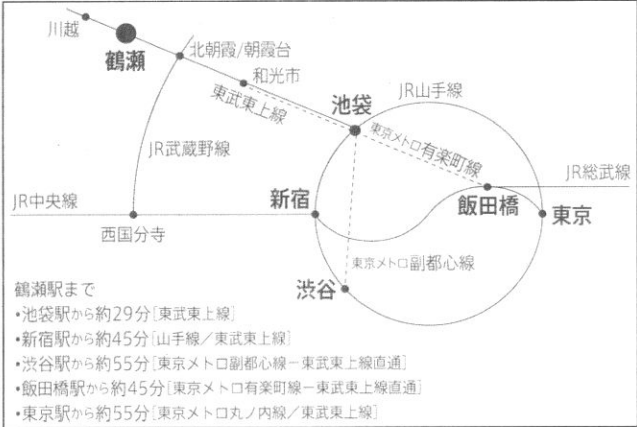 川越
鶴瀬
北朝霞/朝霞台
和光市
東武東上線
池袋
JR山手線
東京メトロ有楽町線
JR武蔵野線
JR総武線
JR中央線
新宿
飯田橋
東京
西国分寺
東京メトロ副都心線
渋谷
鶴瀬駅まで
•池袋駅から約29分[東武東上線]
•新宿駅から約45分[山手線/東武東上線]
•渋谷駅から約55分[東京メトロ副都心線ー東武東上線直通]
•飯田橋駅から約45分[東京メトロ有楽町線ー東武東上線直通]
•東京駅から約55分[東京メトロ丸ノ内線/東武東上線]